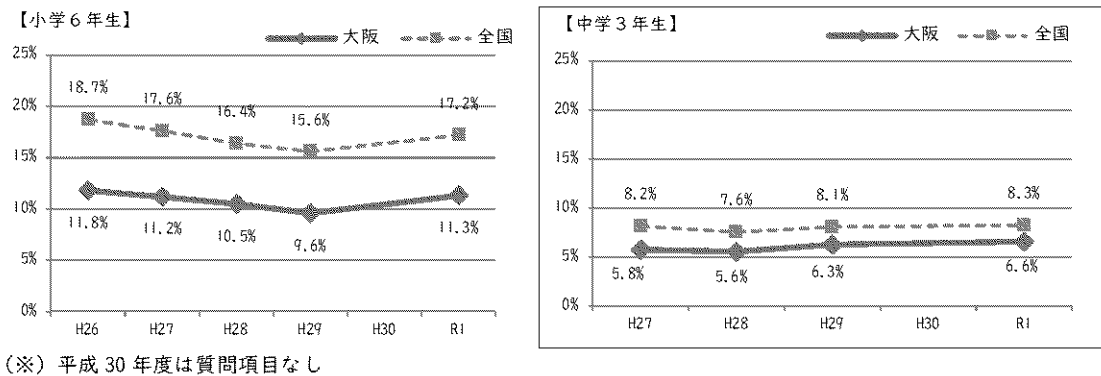 【小学6年生】
大阪 全国
25%
20%
15%
10%
5%
0%
18.7% 17.6% 16.4% 15.6% 17.2%
11.8% 11.2% 10.5% 9.6% 11.3%
H26 H27 H28 H29 H30 R1
【中学3年生】
大阪 全国
25%
20%
15%
10%
5%
0%
8.2% 7.6% 8.1% 8.3%
5.8% 5.6% 6.3% 6.6%
H27 H28 H29 H30 R1
(※) 平成30年度は質問項目なし